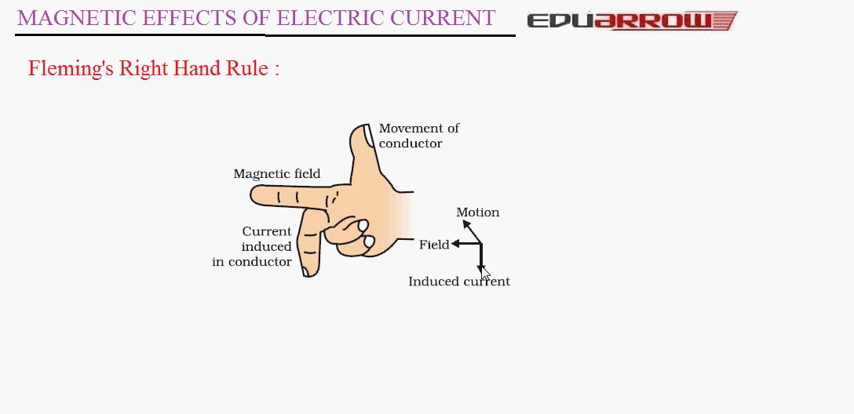 MAGNETIC EFFECTS OF ELECTRIC CURRENT
EDUARROW
Fleming's Right Hand Rule :
Movement of
conductor
Magnetic field
Current
induced
in conductor
Motion
Field
Induced current